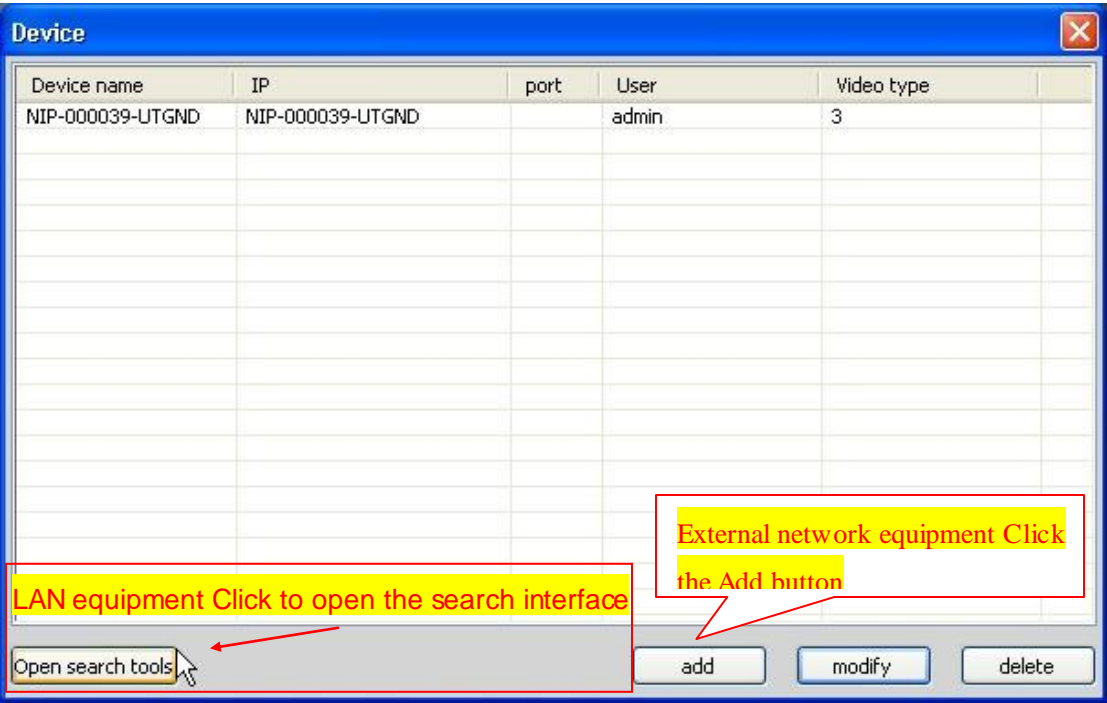 Device
Device name IP port User Video type
NIP-000039-UTGND NIP-000039-UTGND admin 3
External network equipment Click
the Add button
LAN equipment Click to open the search interface
Open search tools add modify delete